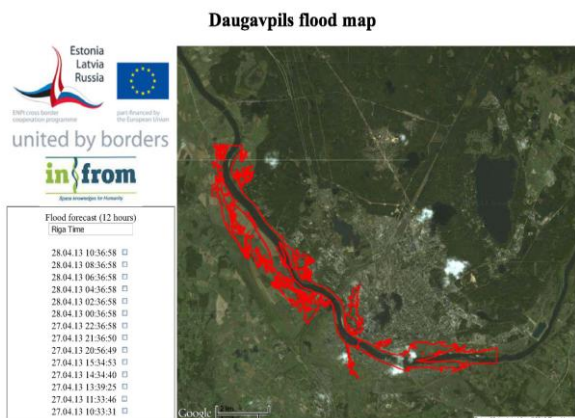 Daugavpils flood map
Estonia
Latvia
Russia
ENPI cross border
cooperation programme
part financed by
the European Union
united by borders
infrom
Space knowledges for Humanity
Flood forecast (12 hours)
Riga Time
28.04.13 10:36:58
28.04.13 08:36:58
28.04.13 06:36:58
28.04.13 04:36:58
28.04.13 02:36:58
28.04.13 00:36:58
27.04.13 22:36:58
27.04.13 21:36:50
27.04.13 20:56:49
27.04.13 15:34:53
27.04.13 14:34:40
27.04.13 13:39:25
27.04.13 11:33:46
27.04.13 10:33:31
Google